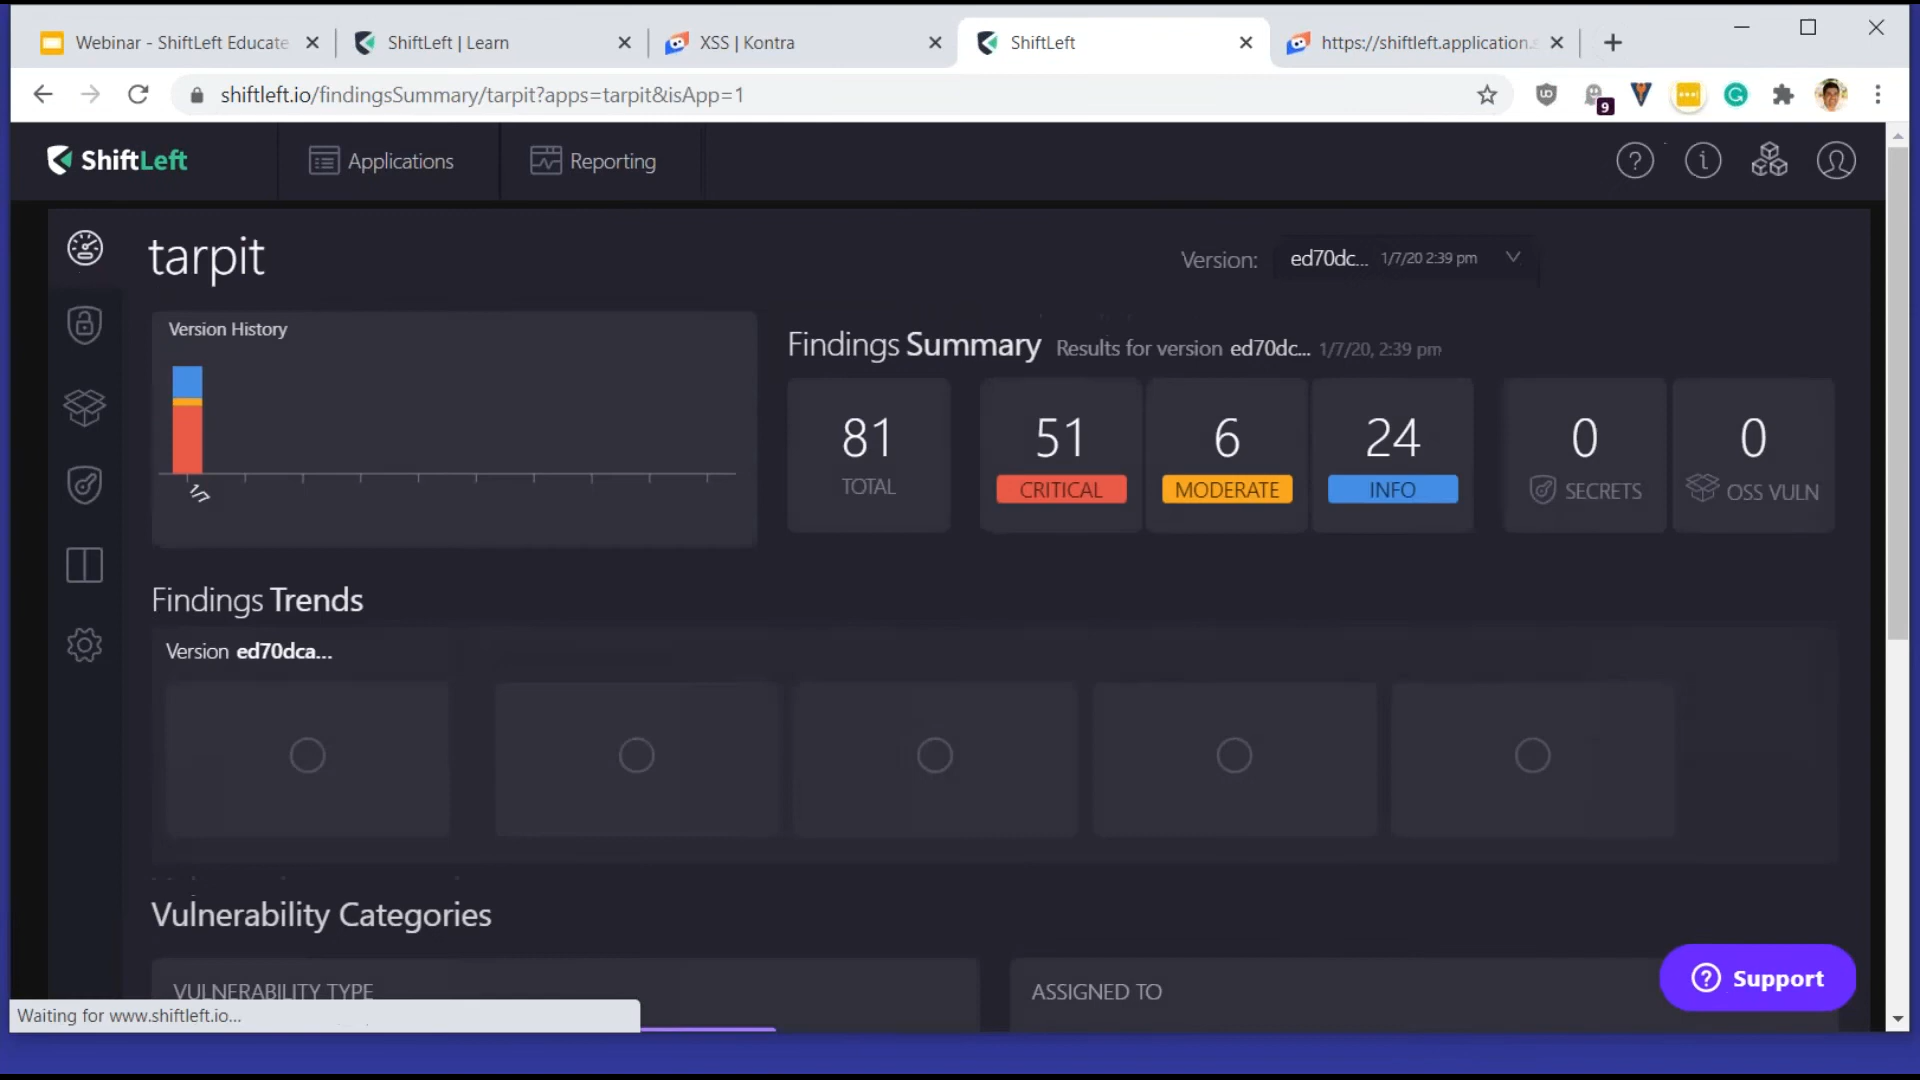 Webinar - ShiftLeft Educate
ShiftLeft | Learn
XSS | Kontra
ShiftLeft
https://shiftleft.application.s
shiftleft.io/findingsSummary/tarpit?apps=tarpit&isApp=1
9
ShiftLeft
Applications
Reporting
tarpit
Version: ed70dc... 1/7/20 2:39 pm
Version History
1/7
Findings Summary Results for version ed70dc... 1/7/20, 2:39 pm
81
TOTAL
51
CRITICAL
6
MODERATE
24
INFO
0
SECRETS
0
OSS VULN
Findings Trends
Version ed70dca...
Vulnerability Categories
VULNERABILITY TYPE
ASSIGNED TO
Support
Waiting for www.shiftleft.io...